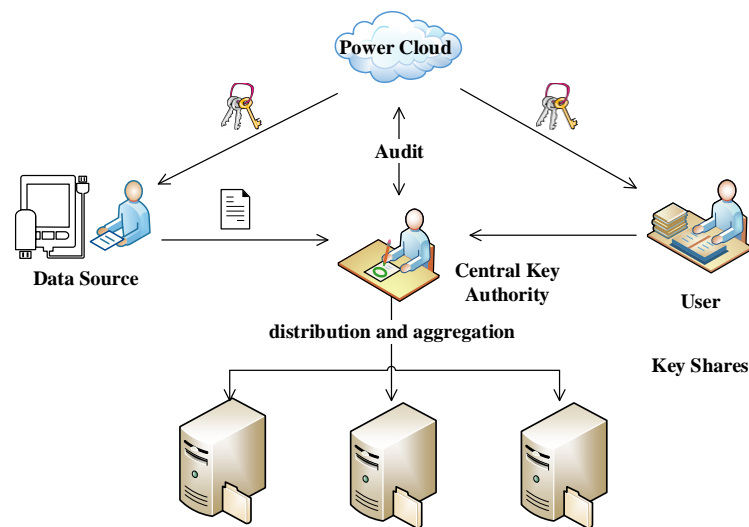 Power Cloud
Audit
Data Source
Central Key
Authority
User
distribution and aggregation
Key Shares